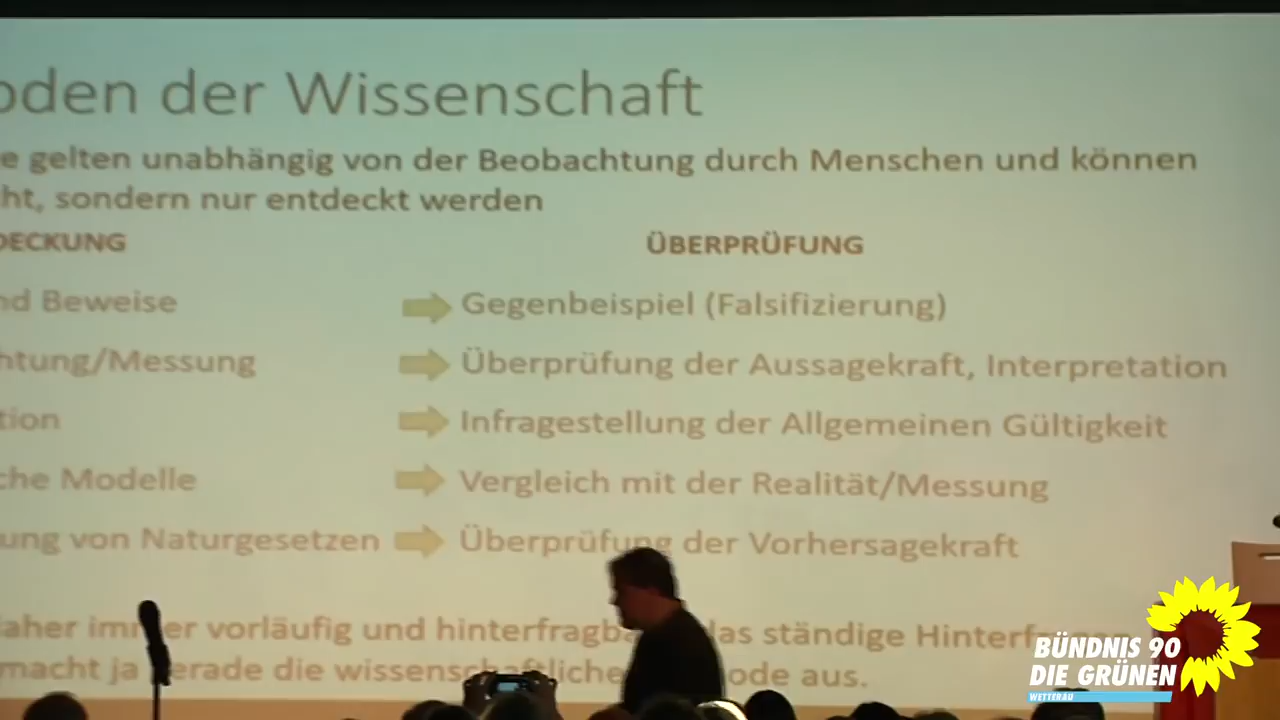 oden der Wissenschaft
e gelten unabhängig von der Beobachtung durch Menschen und können
ht, sondern nur entdeckt werden
DECKUNG
ÜBERPRÜFUNG
nd Beweise
Gegenbeispiel (Falsifizierung)
htung/Messung
Überprüfung der Aussagekraft, Interpretation
tion
Infragestellung der Allgemeinen Gültigkeit
che Modelle
Vergleich mit der Realität/Messung
ung von Naturgesetzen
Überprüfung der Vorhersagekraft
daher immer vorläufig und hinterfragba das ständige Hinterf
macht ja gerade die wissenschaftliche ode aus.
BÜNDNIS 90
DIE GRÜNEN
WETTERAU